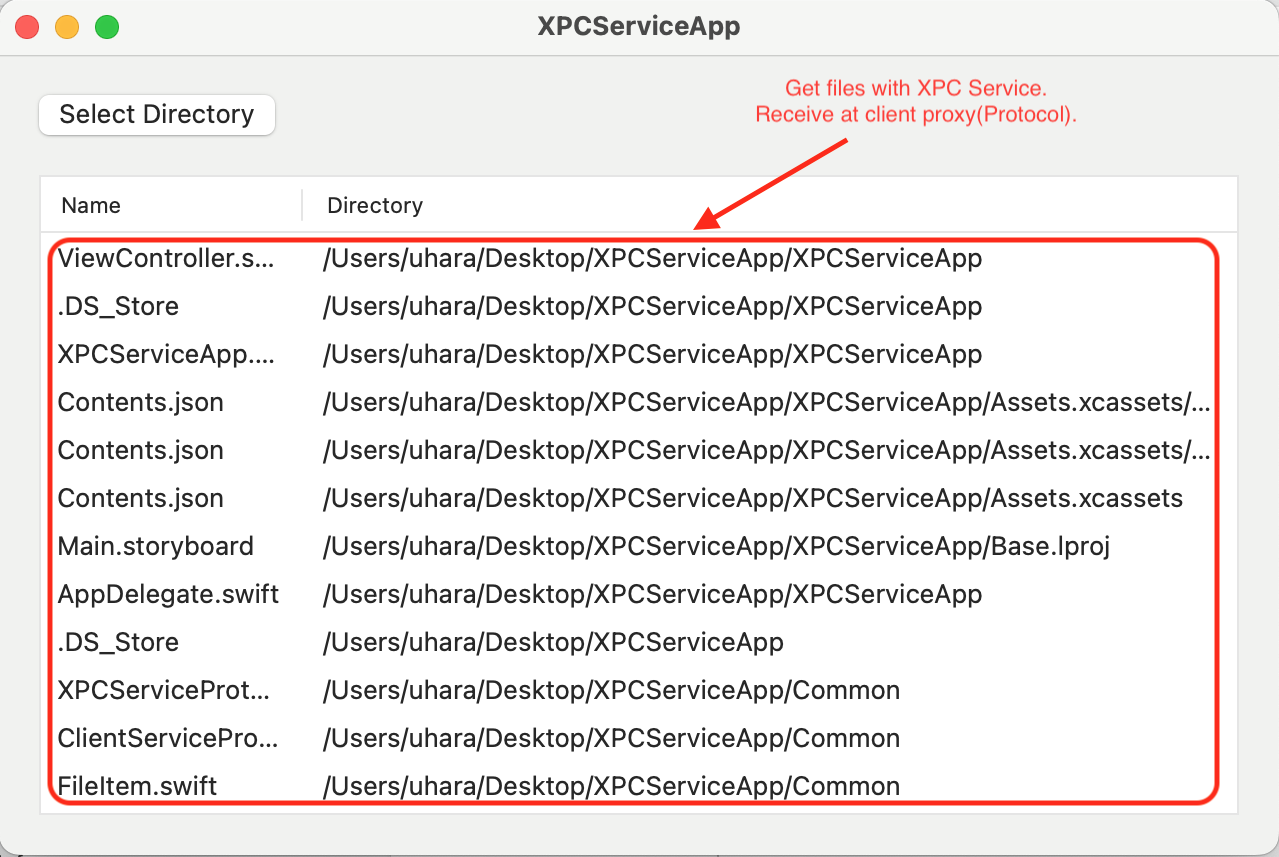 XPCServiceApp
Select Directory
Get files with XPC Service.
Receive at client proxy(Protocol).
Name Directory
ViewController.s... /Users/uhara/Desktop/XPCServiceApp/XPCServiceApp
.DS_Store /Users/uhara/Desktop/XPCServiceApp/XPCServiceApp
XPCServiceApp.... /Users/uhara/Desktop/XPCServiceApp/XPCServiceApp
Contents.json /Users/uhara/Desktop/XPCServiceApp/XPCServiceApp/Assets.xcassets/...
Contents.json /Users/uhara/Desktop/XPCServiceApp/XPCServiceApp/Assets.xcassets/...
Contents.json /Users/uhara/Desktop/XPCServiceApp/XPCServiceApp/Assets.xcassets
Main.storyboard /Users/uhara/Desktop/XPCServiceApp/XPCServiceApp/Base.lproj
AppDelegate.swift /Users/uhara/Desktop/XPCServiceApp/XPCServiceApp
.DS_Store /Users/uhara/Desktop/XPCServiceApp
XPCServiceProt... /Users/uhara/Desktop/XPCServiceApp/Common
ClientServicePro... /Users/uhara/Desktop/XPCServiceApp/Common
FileItem.swift /Users/uhara/Desktop/XPCServiceApp/Common